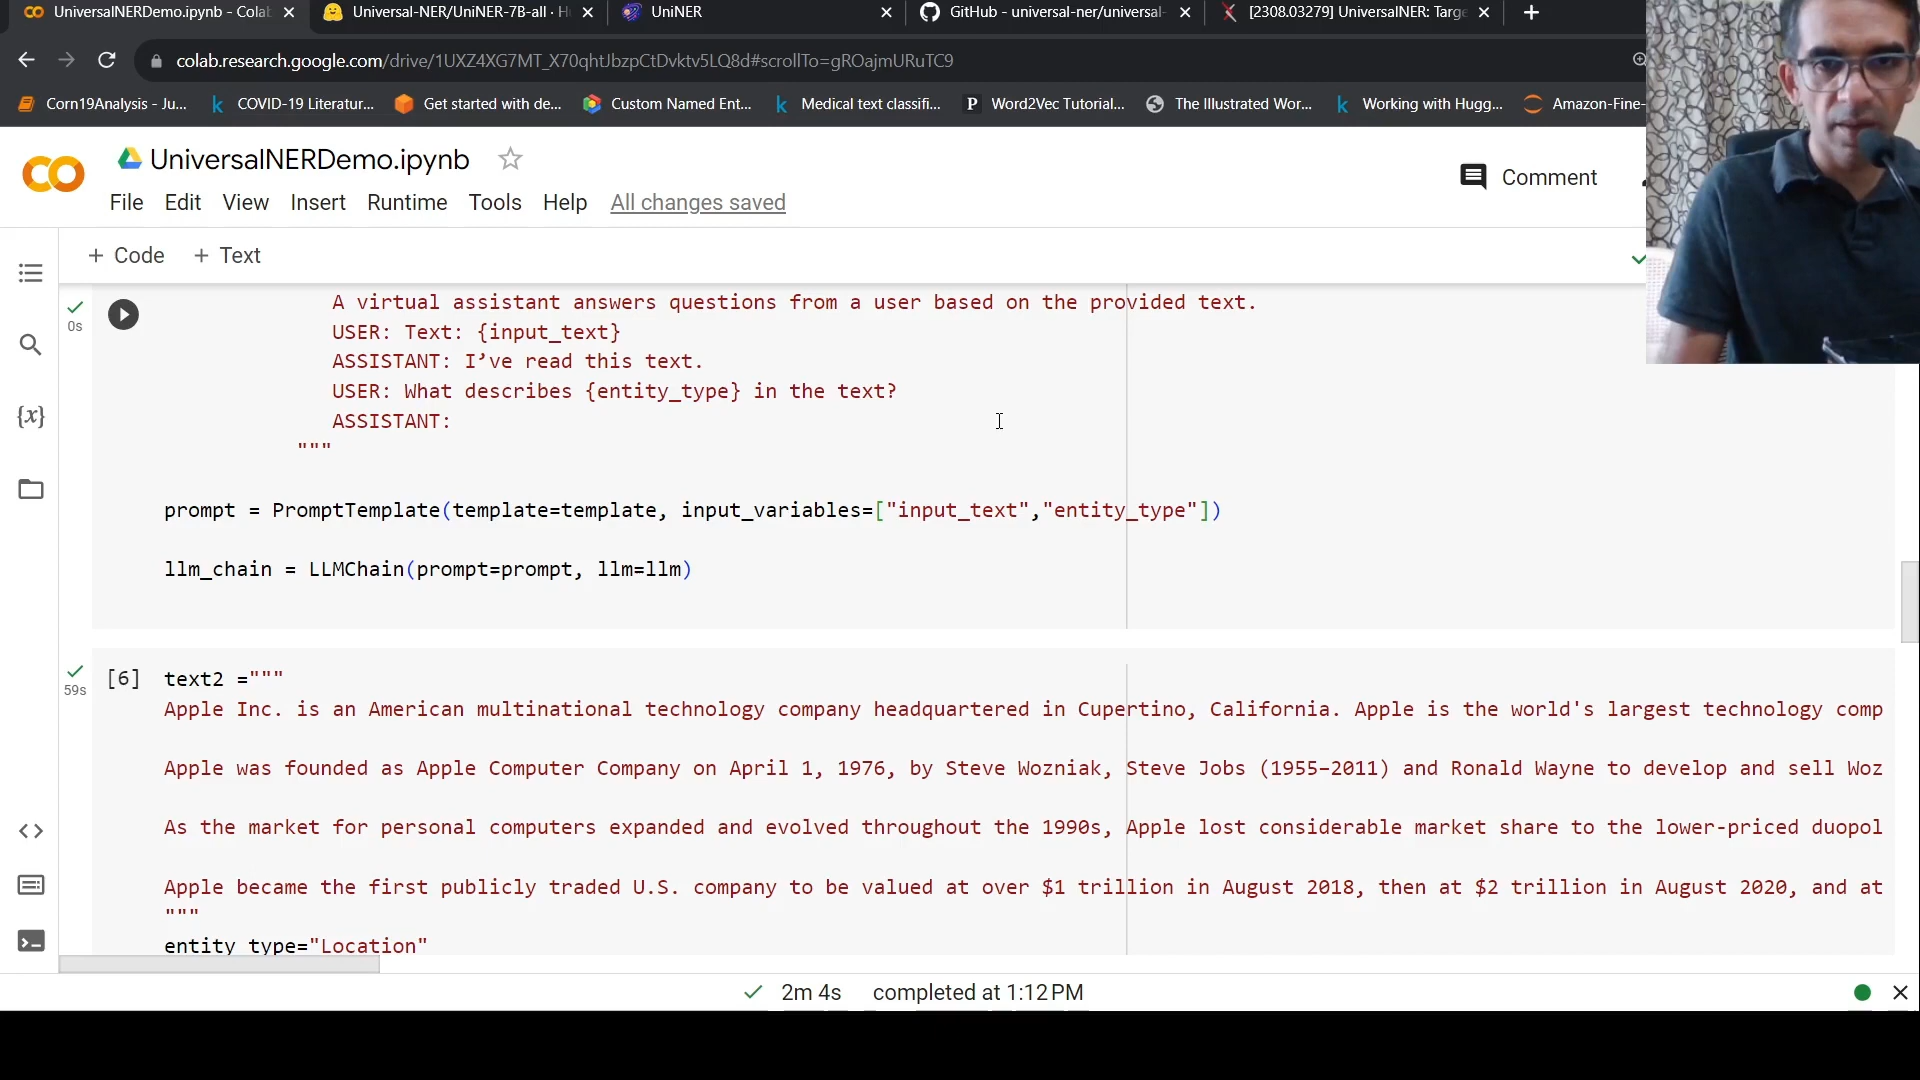 UniversalNERDemo.ipynb - Colab
Universal-NER/UniNER-7B-all · H
UniNER
GitHub - universal-ner/universal-
[2308.03279] UniversalNER: Targe
colab.research.google.com/drive/1UXZ4XG7MT_X70qhtJbzpCtDvktv5LQ8d#scrollTo=gROajmURuTC9
Corn19Analysis - Ju...
COVID-19 Literatur...
Get started with de...
Custom Named Ent...
Medical text classifi...
Word2Vec Tutorial...
The Illustrated Wor...
Working with Hugg...
Amazon-Fine-
UniversalNERDemo.ipynb
Comment
File Edit View Insert Runtime Tools Help All changes saved
+ Code + Text
0s
A virtual assistant answers questions from a user based on the provided text.
USER: Text: {input_text}
ASSISTANT: I’ve read this text.
USER: What describes {entity_type} in the text?
ASSISTANT:
"""
prompt = PromptTemplate(template=template, input_variables=["input_text","entity_type"])
llm_chain = LLMChain(prompt=prompt, llm=llm)
59s
[6] text2 ="""
Apple Inc. is an American multinational technology company headquartered in Cupertino, California. Apple is the world's largest technology comp
Apple was founded as Apple Computer Company on April 1, 1976, by Steve Wozniak, Steve Jobs (1955–2011) and Ronald Wayne to develop and sell Woz
As the market for personal computers expanded and evolved throughout the 1990s, Apple lost considerable market share to the lower-priced duopol
Apple became the first publicly traded U.S. company to be valued at over $1 trillion in August 2018, then at $2 trillion in August 2020, and at
"""
entity_type="Location"
2m 4s completed at 1:12 PM